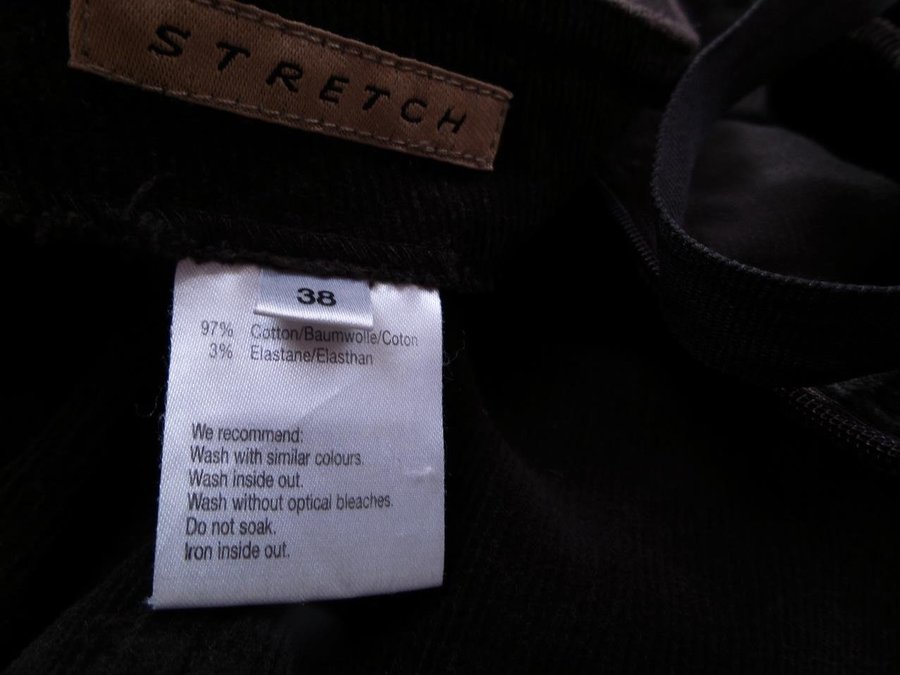 STRETCH
38
97% Cotton/Baumwolle/Coton
3% Elastane/Elasthan
We recommend:
Wash with similar colours.
Wash inside out.
Wash without optical bleaches.
Do not soak.
Iron inside out.